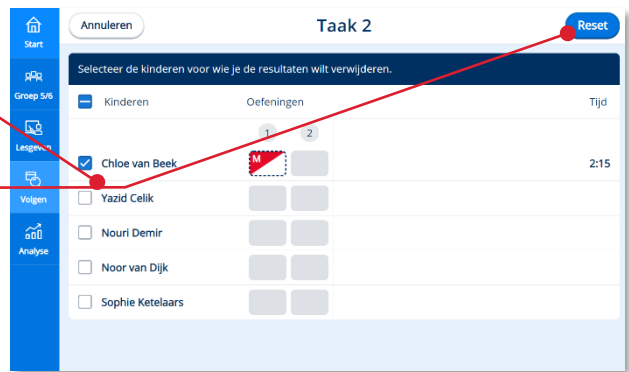 Start
Groep 5/6
Lesgeven
Volgen
Analyse
Annuleren
Taak 2
Reset
Selecteer de kinderen voor wie je de resultaten wilt verwijderen.
Kinderen Oefeningen Tijd
1 2
Chloe van Beek M 2:15
Yazid Celik
Nouri Demir
Noor van Dijk
Sophie Ketelaars